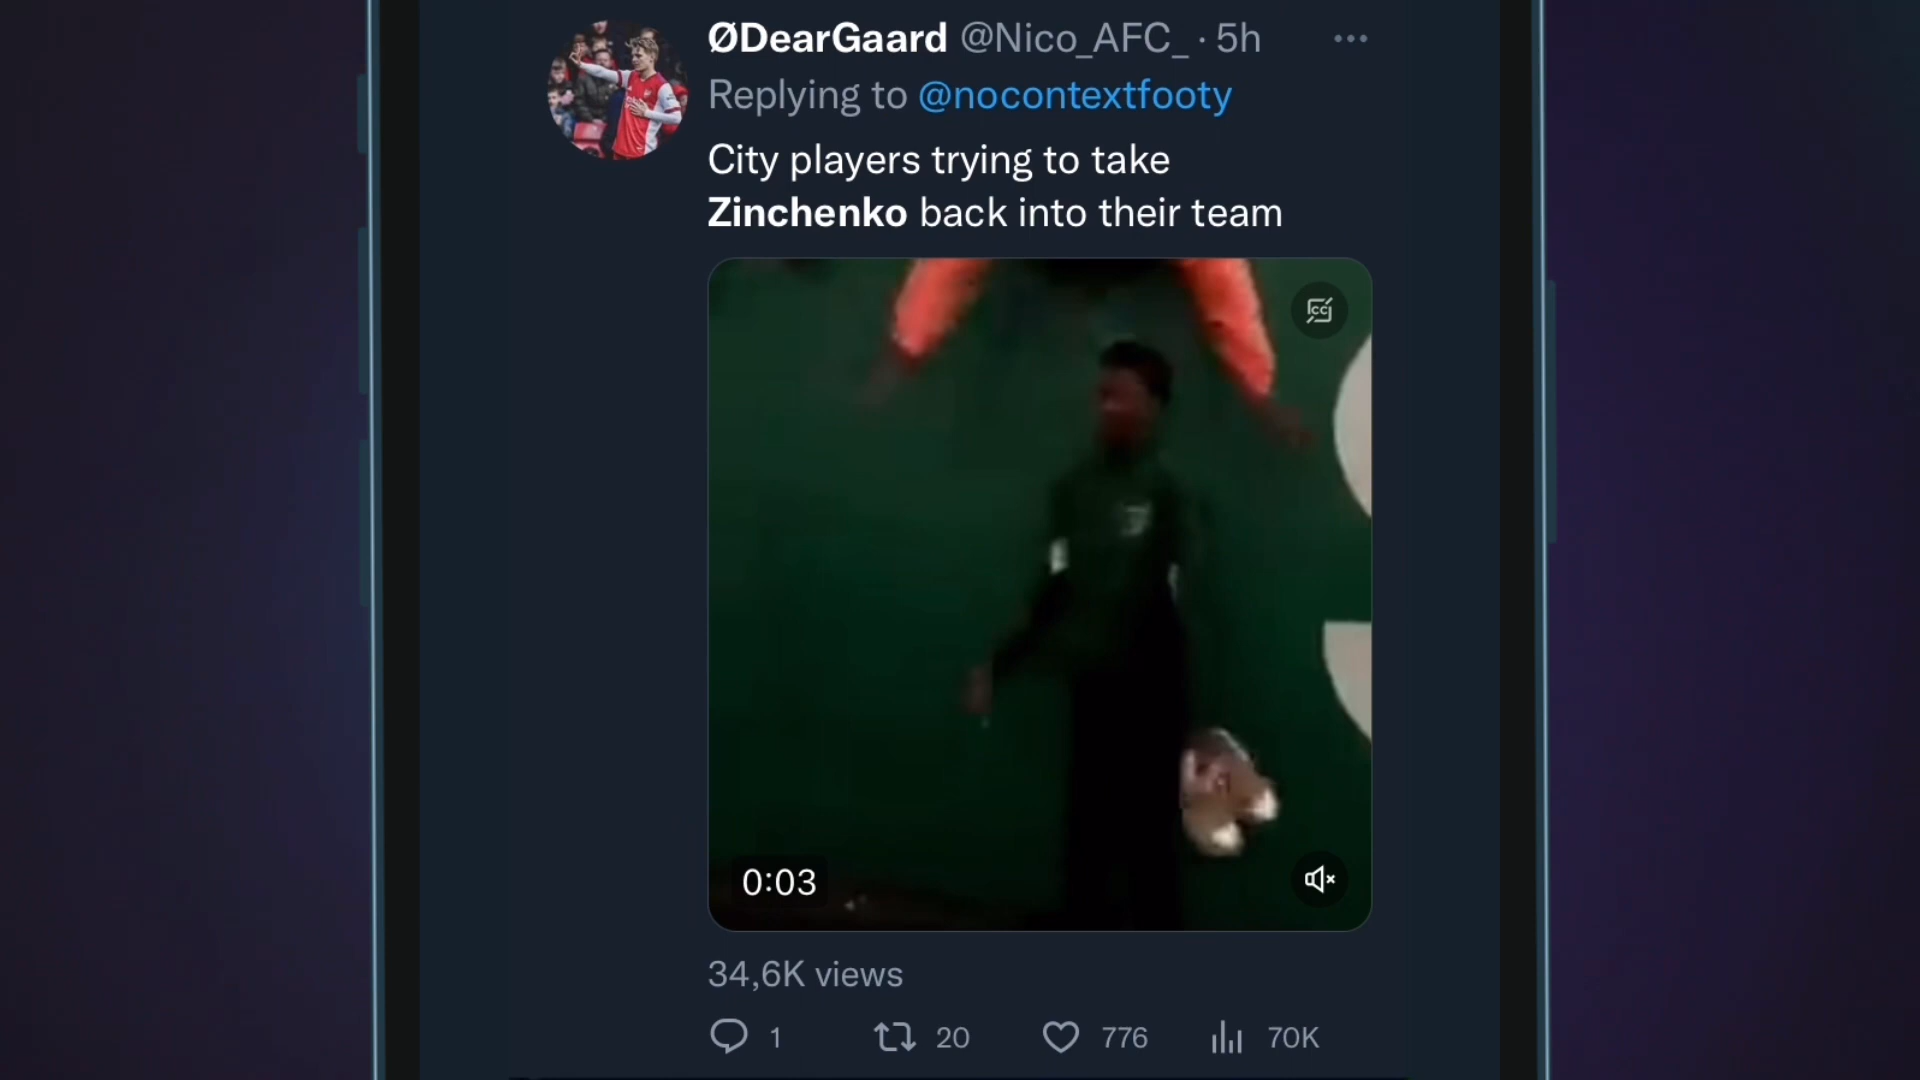 ØDearGaard @Nico_AFC_ · 5h
Replying to @nocontextfooty
City players trying to take
Zinchenko back into their team
CC
0:03
34,6K views
1 20 776 70K